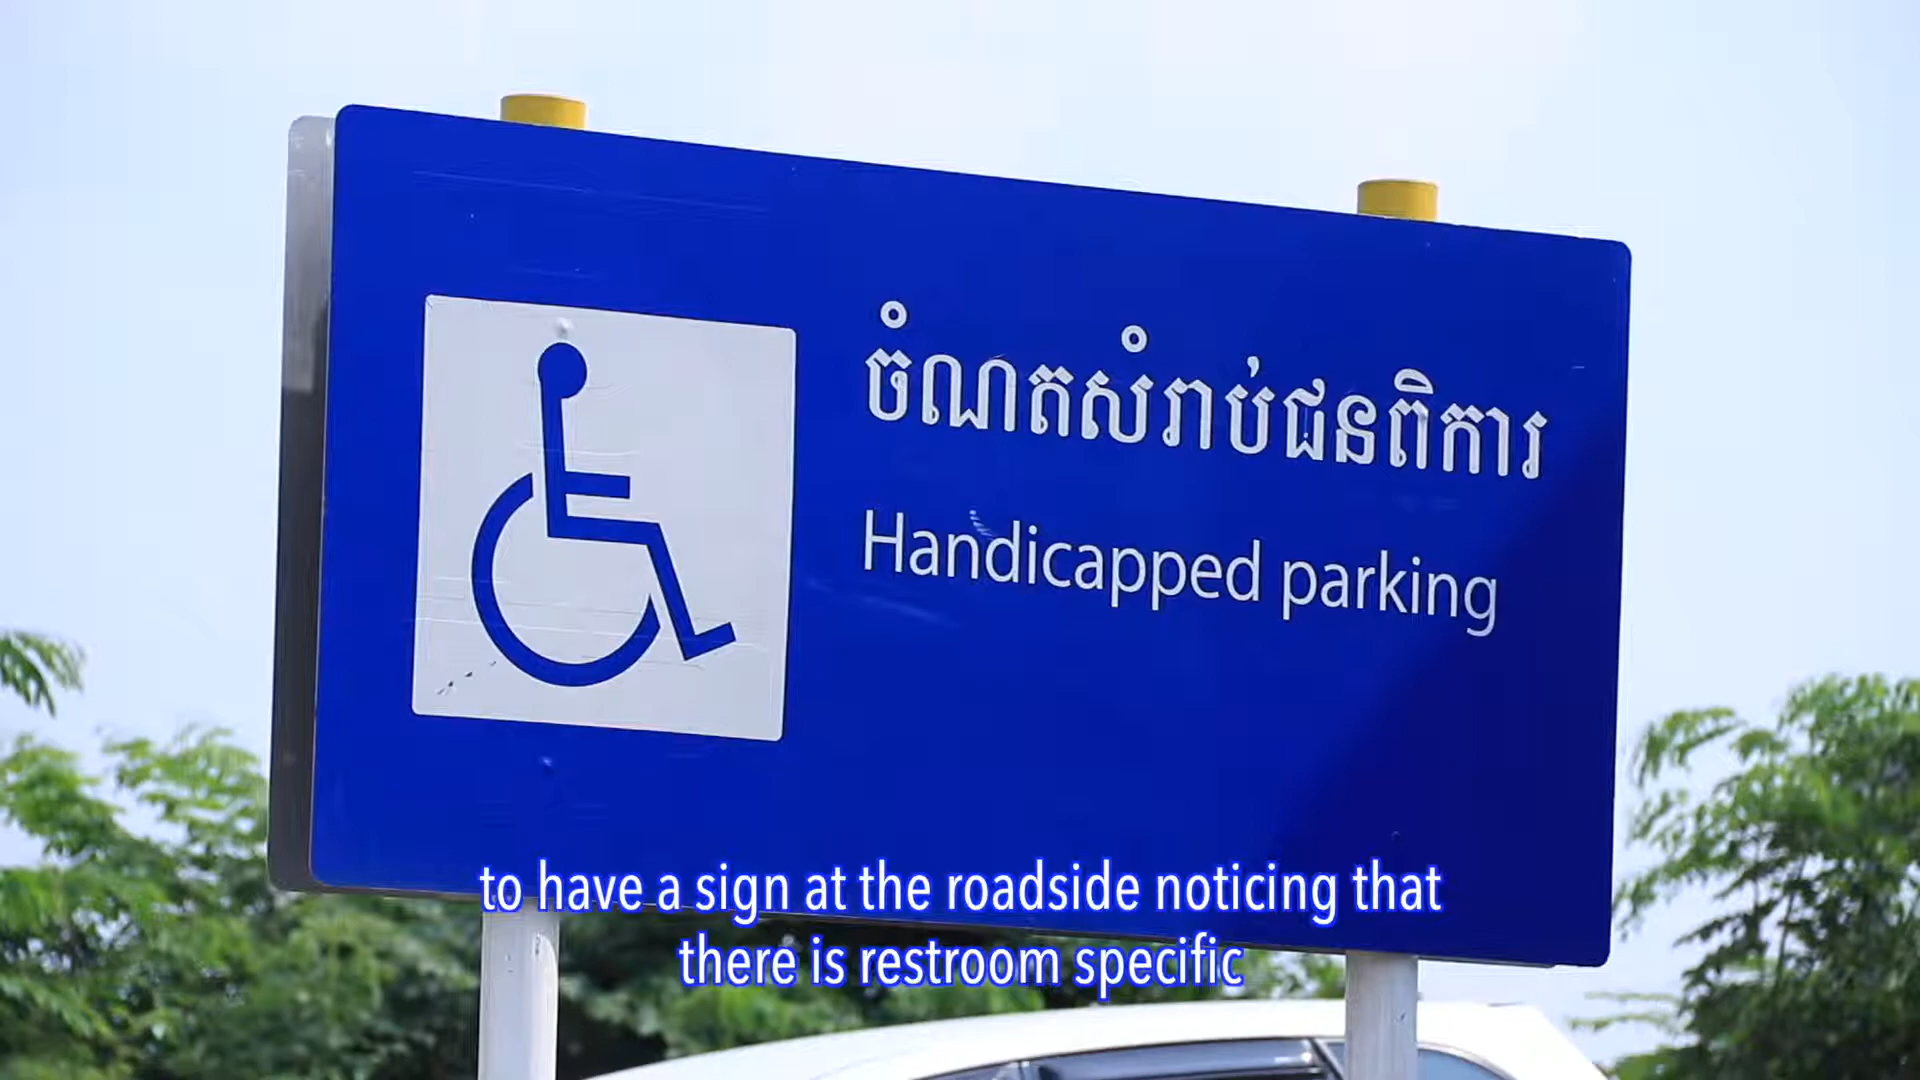 ចំណតសំរាប់ជនពិការ
Handicapped parking
to have a sign at the roadside noticing that
there is restroom specific